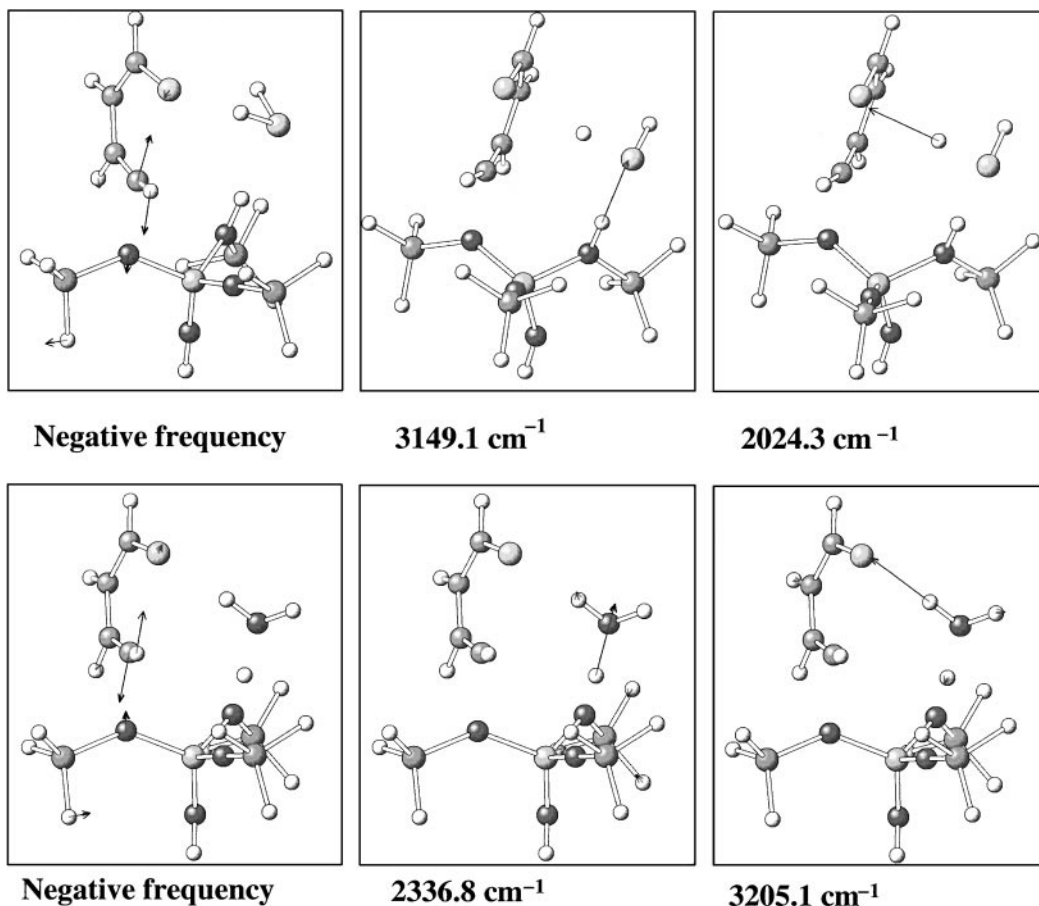 Negative frequency 3149.1 cm⁻¹ 2024.3 cm⁻¹
Negative frequency 2336.8 cm⁻¹ 3205.1 cm⁻¹